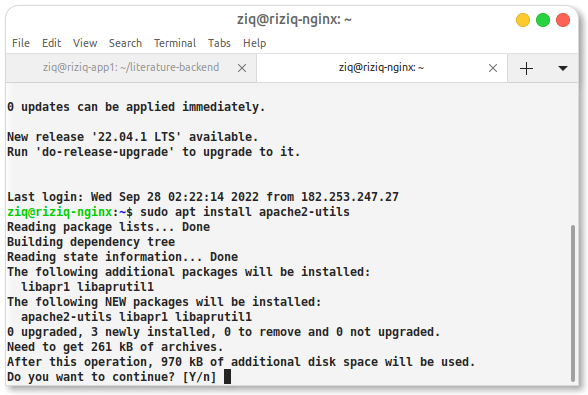 ziq@riziq-nginx: ~
File Edit View Search Terminal Tabs Help
ziq@riziq-app1: ~/literature-backend
ziq@riziq-nginx: ~
0 updates can be applied immediately.
New release '22.04.1 LTS' available.
Run 'do-release-upgrade' to upgrade to it.
Last login: Wed Sep 28 02:22:14 2022 from 182.253.247.27
ziq@riziq-nginx:~$ sudo apt install apache2-utils
Reading package lists... Done
Building dependency tree
Reading state information... Done
The following additional packages will be installed:
  libapr1 libaprutil1
The following NEW packages will be installed:
  apache2-utils libapr1 libaprutil1
0 upgraded, 3 newly installed, 0 to remove and 0 not upgraded.
Need to get 261 kB of archives.
After this operation, 970 kB of additional disk space will be used.
Do you want to continue? [Y/n]